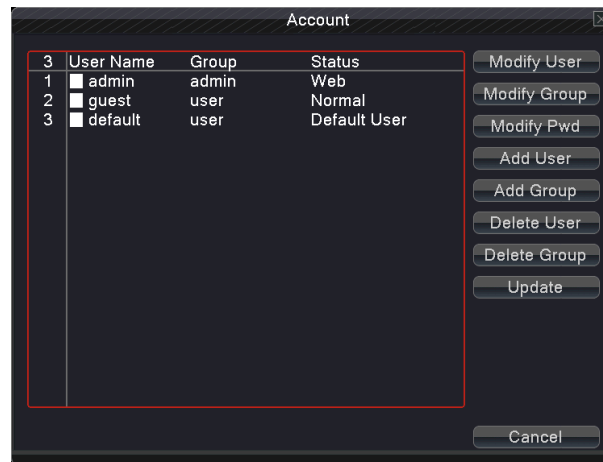 Account
3 User Name Group Status
1 admin admin Web
2 guest user Normal
3 default user Default User
Modify User
Modify Group
Modify Pwd
Add User
Add Group
Delete User
Delete Group
Update
Cancel